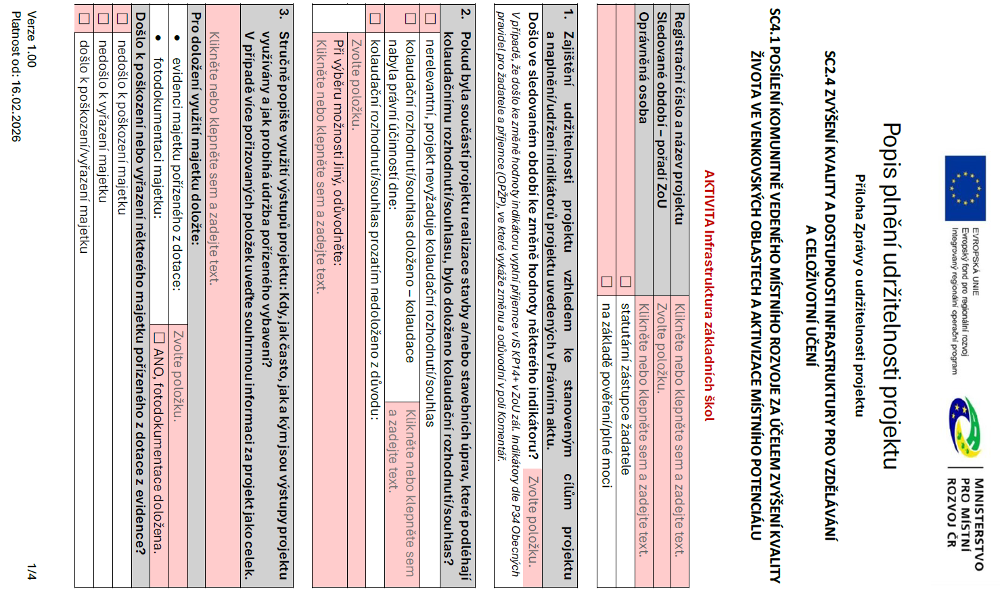 EVROPSKÁ UNIE
Evropský fond pro regionální rozvoj
Integrovaný regionální operační program
MINISTERSTVO
PRO MÍSTNÍ
ROZVOJ ČR
Popis plnění udržitelnosti projektu
Příloha Zprávy o udržitelnosti projektu
SC2.4 ZVÝŠENÍ KVALITY A DOSTUPNOSTI INFRASTRUKTURY PRO VZDĚLÁVÁNÍ
A CELOŽIVOTNÍ UČENÍ
SC4.1 POSÍLENÍ KOMUNITNĚ VEDENÉHO MÍSTNÍHO ROZVOJE ZA ÚČELEM ZVÝŠENÍ KVALITY
ŽIVOTA VE VENKOVSKÝCH OBLASTECH A AKTIVIZACE MÍSTNÍHO POTENCIÁLU
AKTIVITA Infrastruktura základních škol
Registrační číslo a název projektu Klikněte nebo klepněte sem a zadejte text.
Sledované období – pořadí ZoU Zvolte položku.
Oprávněná osoba Klikněte nebo klepněte sem a zadejte text.
☐ statutární zástupce žadatele
☐ na základě pověření/plné moci
1. Zajištění udržitelnosti projektu vzhledem ke stanoveným cílům projektu
a naplnění/udržení indikátorů projektu uvedených v Právním aktu.
Došlo ve sledovaném období ke změně hodnoty některého indikátoru? Zvolte položku.
V případě, že došlo ke změně hodnoty indikátoru vyplní příjemce v IS KP14+ v ZoU zál. Indikátory dle P34 Obecných
pravidel pro žadatele a příjemce (OPŽP), ve které vykáže změnu a odůvodní v poli Komentář.
2. Pokud byla součástí projektu realizace stavby a/nebo stavebních úprav, které podléhají
kolaudačnímu rozhodnutí/souhlasu, bylo doloženo kolaudační rozhodnutí/souhlas?
☐ nerelevantní, projekt nevyžaduje kolaudační rozhodnutí/souhlas
☐ kolaudační rozhodnutí/souhlas doloženo – kolaudace Klikněte nebo klepněte sem
nabyla právní účinnosti dne: a zadejte text.
☐ kolaudační rozhodnutí/souhlas prozatím nedoloženo z důvodu:
Zvolte položku.
Při výběru možnosti Jiný, odůvodněte:
Klikněte nebo klepněte sem a zadejte text.
3. Stručně popište využití výstupů projektu: Kdy, jak často, jak a kým jsou výstupy projektu
využívány a jak probíhá údržba pořízeného vybavení?
V případě více pořizovaných položek uveďte souhrnnou informaci za projekt jako celek.
Klikněte nebo klepněte sem a zadejte text.
Pro doložení využití majetku doložte:
• evidenci majetku pořízeného z dotace: Zvolte položku.
• fotodokumentaci majetku: ☐ ANO, fotodokumentace doložena.
Došlo k poškození nebo vyřazení některého majetku pořízeného z dotace z evidence?
☐ nedošlo k poškození majetku
☐ nedošlo k vyřazení majetku
☐ došlo k poškození/vyřazení majetku
Verze 1.00 1/4
Platnost od: 16.02.2026